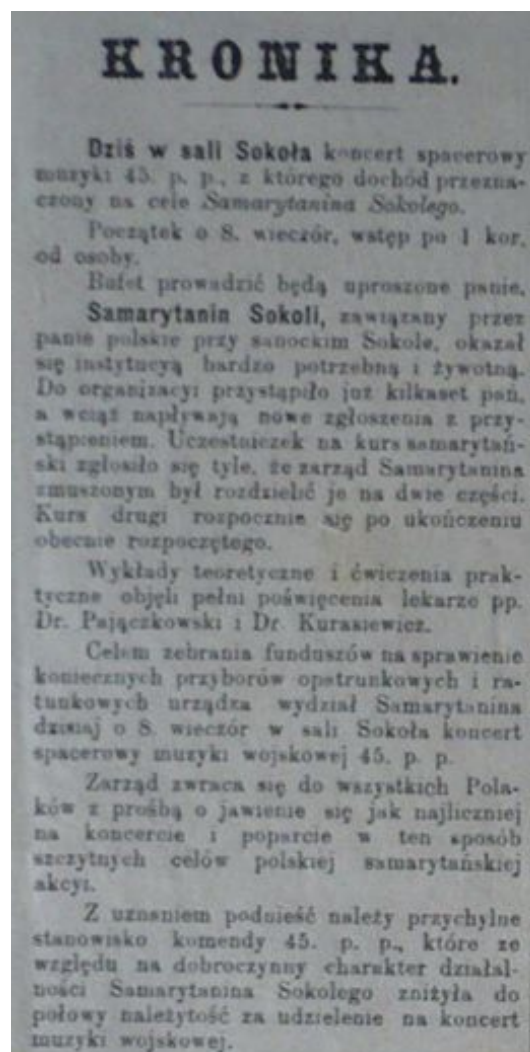 KRONIKA.
Dziś w sali Sokoła koncert spacerowy
muzyki 45. p. p., z którego dochód przezna-
czony na cele Samarytanina Sokolego.
Początek o 8. wieczór, wstęp po 1 kor.
od osoby.
Bufet prowadzić będą uproszone panie.
Samarytanin Sokoli, zawiązany przez
panie polskie przy sanockim Sokole, okazał
się instytucyą bardzo potrzebną i żywotną.
Do organizacyi przystąpiło już kilkaset pań,
a wciąż napływają nowe zgłoszenia z przy-
stąpieniem. Uczestniczek na kurs samarytań-
ski zgłosiło się tyle, że zarząd Samarytanina
zmuszonym był rozdzielić je na dwie części.
Kurs drugi rozpocznie się po ukończeniu
obecnie rozpoczętego.
Wykłady teoretyczne i ćwiczenia prak-
tyczne objęli pełni poświęcenia lekarze pp.
Dr. Pajączkowski i Dr. Kurasiewicz.
Celem zebrania funduszów na sprawienie
koniecznych przyborów opatrunkowych i ra-
tunkowych urządza wydział Samarytanina
dzisiaj o 8. wieczór w sali Sokoła koncert
spacerowy muzyki wojskowej 45. p. p.
Zarząd zwraca się do wszystkich Pola-
ków z prośbą o jawienie się jak najliczniej
na koncercie i poparcie w ten sposób
szczytnych celów polskiej samarytańskiej
akcyi.
Z uznaniem podnieść należy przychylne
stanowisko komendy 45. p. p., które ze
względu na dobroczynny charakter działal-
ności Samarytanina Sokolego zniżyła do
połowy należytość za udzielenie na koncert
muzyki wojskowej.